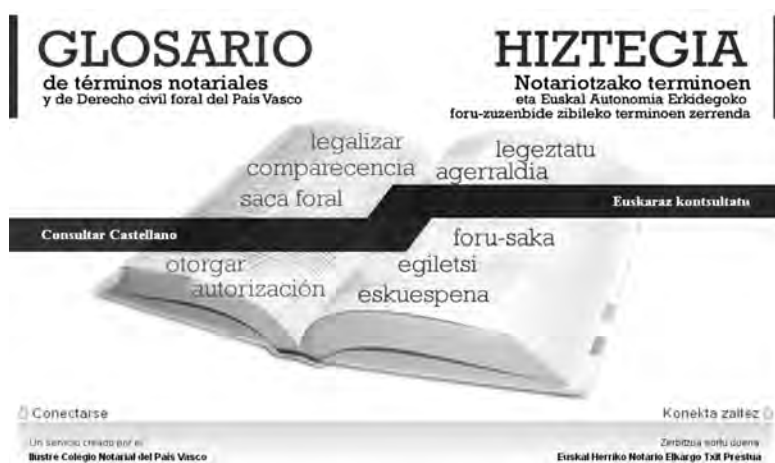 GLOSARIO
de términos notariales
y de Derecho civil foral del País Vasco
HIZTEGIA
Notariotzako terminoen
eta Euskal Autonomia Erkidegoko
foru-zuzenbide zibileko terminoen zerrenda
legalizar
comparecencia
saca foral
legeztatu
agerraldia
Euskaraz kontsultatu
Consultar Castellano
foru-saka
otorgar
autorización
egiletsi
eskuespena
Conectarse
Konekta zaitez
Un servicio creado por el
Ilustre Colegio Notarial del País Vasco
Zerbitzua sortu duena
Euskal Herriko Notario Elkargo Txit Prestua